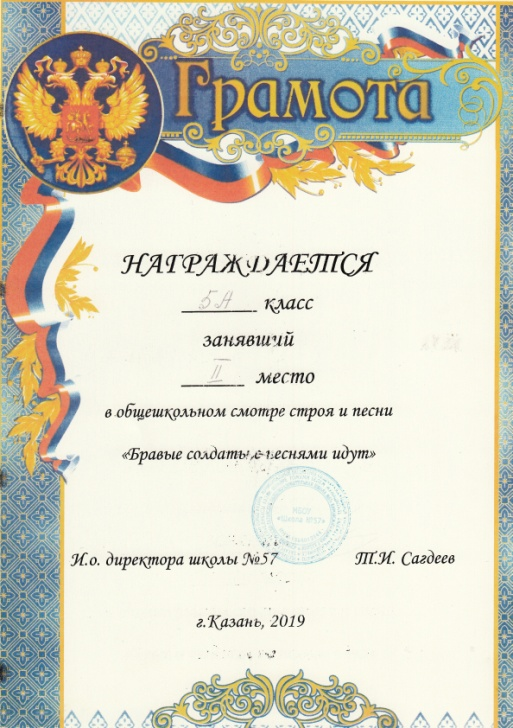 Грамота
НАГРАЖДАЕТСЯ
5А класс
занявший
II место
в общешкольном смотре строя и песни
«Бравые солдаты с песнями идут»
И.о. директора школы №57 Т.И. Сагдеев
г.Казань, 2019